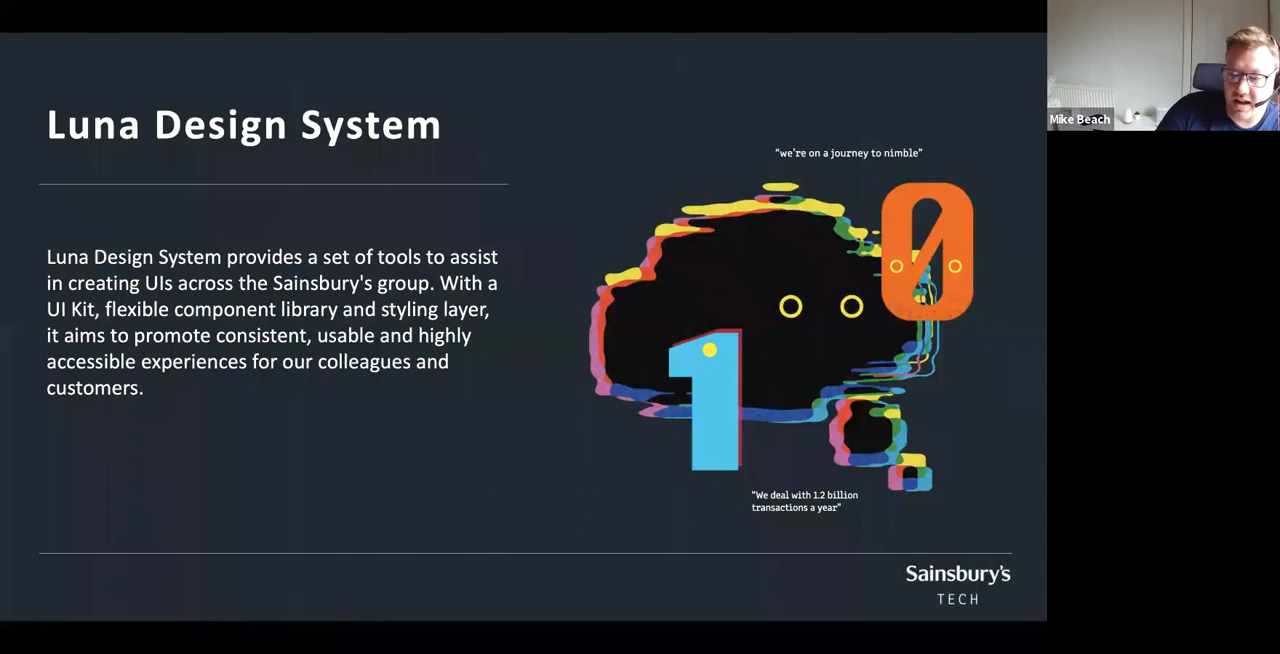 Luna Design System
Luna Design System provides a set of tools to assist
in creating UIs across the Sainsbury's group. With a
UI Kit, flexible component library and styling layer,
it aims to promote consistent, usable and highly
accessible experiences for our colleagues and
customers.
“we're on a journey to nimble”
0
1
“We deal with 1.2 billion
transactions a year”
Sainsbury's
TECH
Mike Beach